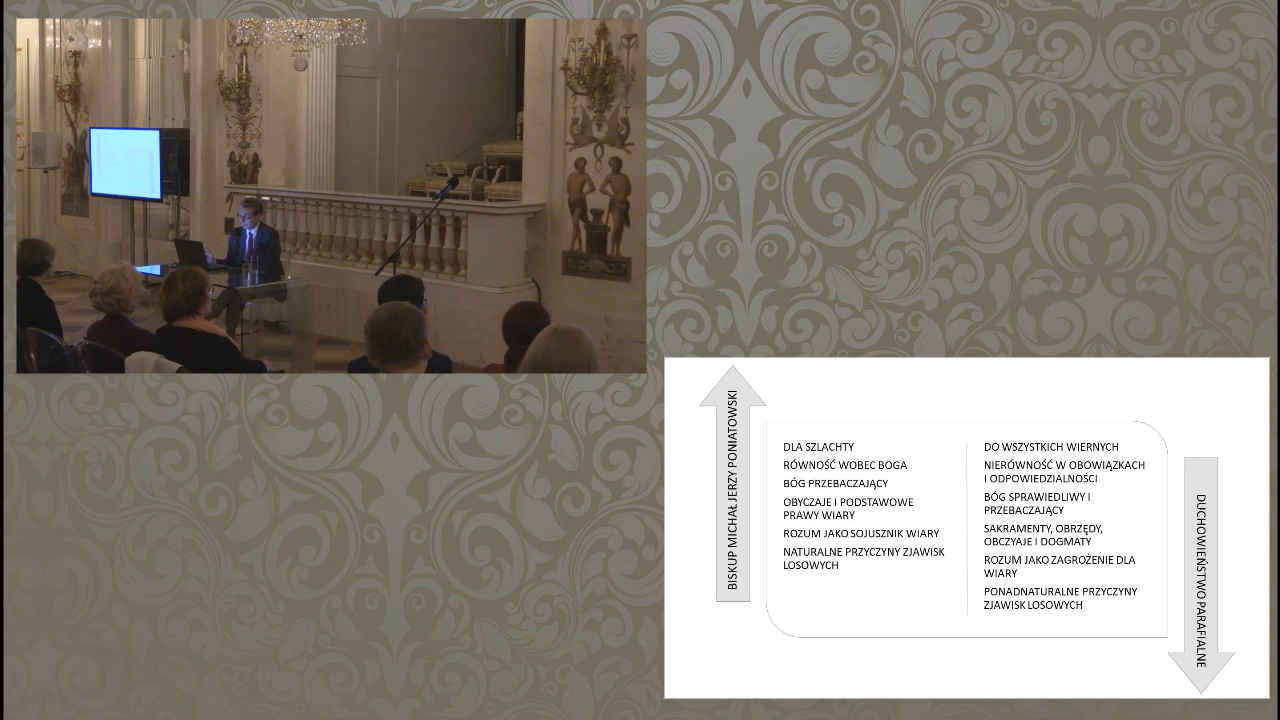 BISKUP MICHAŁ JERZY PONIATOWSKI
DLA SZLACHTY
RÓWNOŚĆ WOBEC BOGA
BÓG PRZEBACZAJĄCY
OBYCZAJE I PODSTAWOWE
PRAWY WIARY
ROZUM JAKO SOJUSZNIK WIARY
NATURALNE PRZYCZYNY ZJAWISK
LOSOWYCH
DO WSZYSTKICH WIERNYCH
NIERÓWNOŚĆ W OBOWIĄZKACH
I ODPOWIEDZIALNOŚCI
BÓG SPRAWIEDLIWY I
PRZEBACZAJĄCY
SAKRAMENTY, OBRZĘDY,
OBCZYAJE I DOGMATY
ROZUM JAKO ZAGROŻENIE DLA
WIARY
PONADNATURALNE PRZYCZYNY
ZJAWISK LOSOWYCH
DUCHOWIEŃSTWO PARAFIALNE